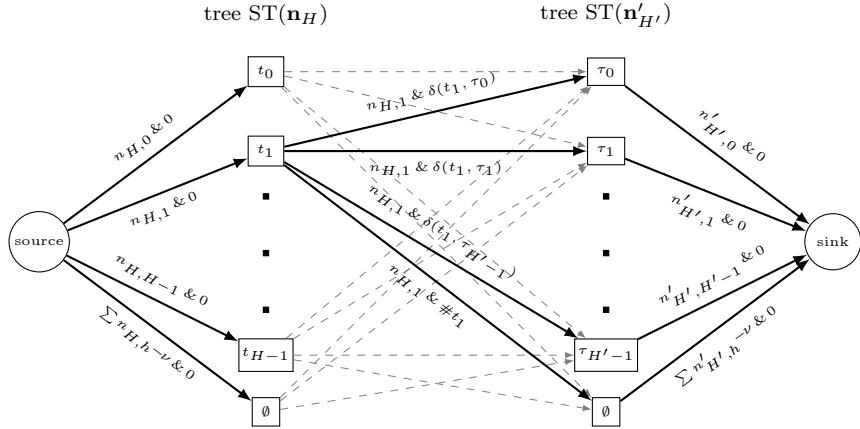 tree ST(𝐧_H)
tree ST(𝐧′_{H′})
t_0
τ_0
n_{H,0} & 0
n_{H,1} & δ(t_1, τ_0)
n′_{H′,0} & 0
t_1
τ_1
n_{H,1} & 0
n_{H,1} & δ(t_1, τ_1)
n′_{H′,1} & 0
source
n_{H,1} & δ(t_1, τ_{H′−1})
sink
n_{H,H−1} & 0
n_{H,1} & #t_1
n′_{H′,H′−1} & 0
t_{H−1}
τ_{H′−1}
∑ n_{H,h}−ν & 0
∑ n′_{H′,h}−ν & 0
∅
∅